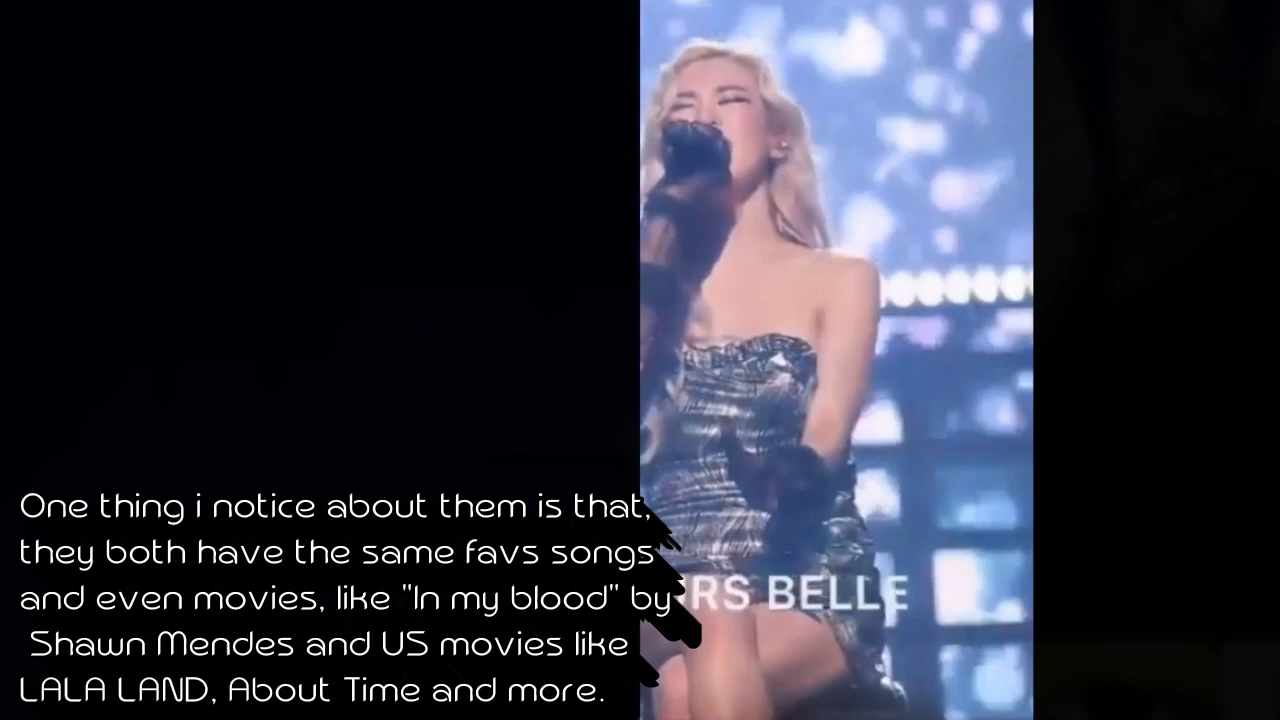 One thing i notice about them is that,
they both have the same favs songs
and even movies, like "In my blood" by
Shawn Mendes and US movies like
LALA LAND, About Time and more.
BELLE